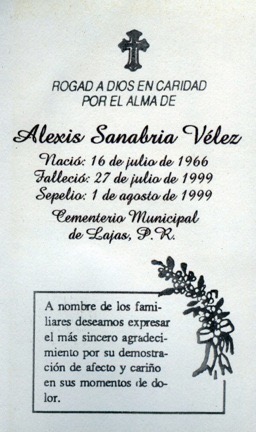 ROGAD A DIOS EN CARIDAD
POR EL ALMA DE
Alexis Sanabria Vélez
Nació: 16 de julio de 1966
Falleció: 27 de julio de 1999
Sepelio: 1 de agosto de 1999
Cementerio Municipal
de Lajas, P.R.
A nombre de los fami-
liares deseamos expresar
el más sincero agradeci-
miento por su demostra-
ción de afecto y cariño
en sus momentos de do-
lor.